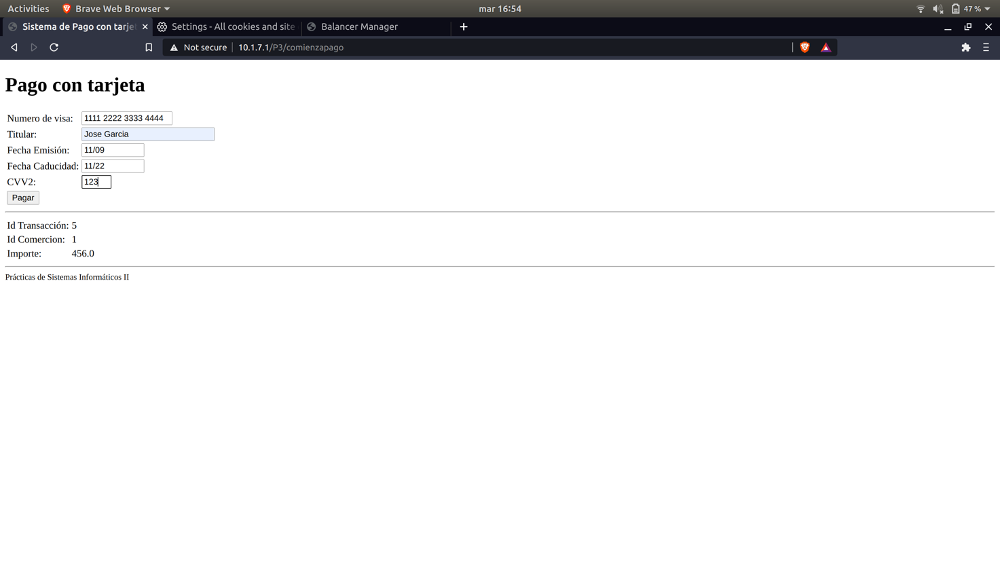 Activities Brave Web Browser mar 16:54 47 %
Sistema de Pago con tarjet Settings - All cookies and site Balancer Manager
Not secure 10.1.7.1/P3/comienzapago
Pago con tarjeta
Numero de visa: 1111 2222 3333 4444
Titular: Jose Garcia
Fecha Emisión: 11/09
Fecha Caducidad: 11/22
CVV2: 123
Pagar
Id Transacción: 5
Id Comercion: 1
Importe: 456.0
Prácticas de Sistemas Informáticos II